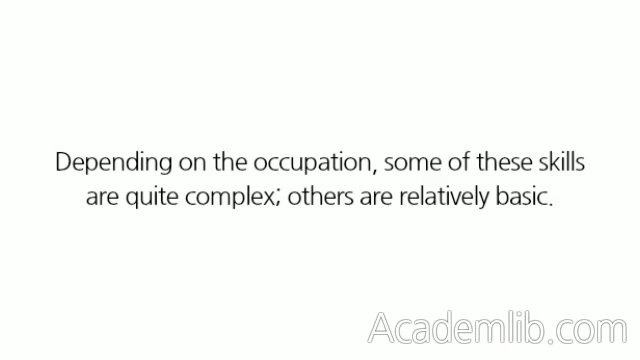 Depending on the occupation, some of these skills
are quite complex; others are relatively basic.
Academlib.com